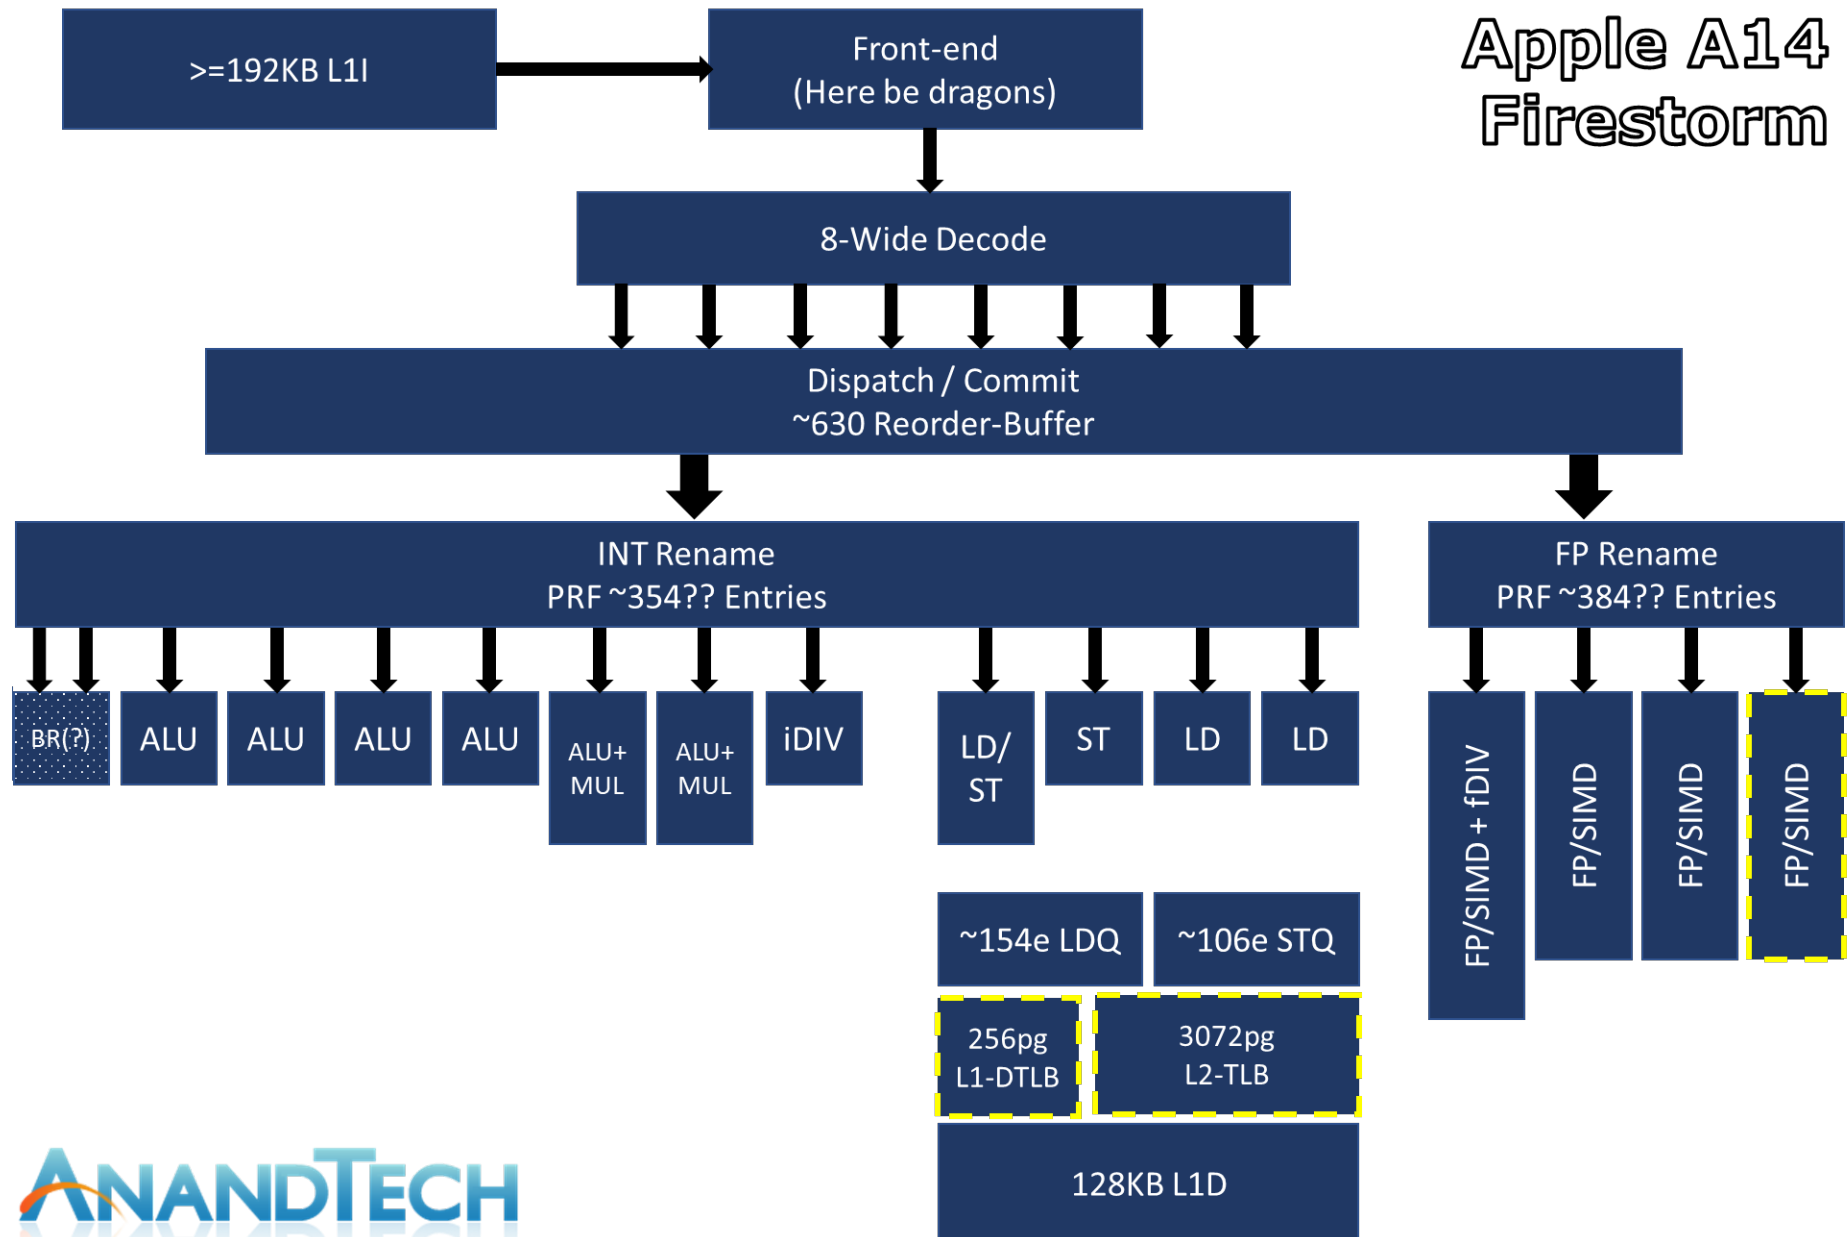 Apple A14
Firestorm
>=192KB L1I
Front-end
(Here be dragons)
8-Wide Decode
Dispatch / Commit
~630 Reorder-Buffer
INT Rename
PRF ~354?? Entries
FP Rename
PRF ~384?? Entries
BR(?)
ALU
ALU
ALU
ALU
ALU+
MUL
ALU+
MUL
iDIV
LD/
ST
ST
LD
LD
FP/SIMD + fDIV
FP/SIMD
FP/SIMD
FP/SIMD
~154e LDQ
~106e STQ
256pg
L1-DTLB
3072pg
L2-TLB
128KB L1D
ANANDTECH